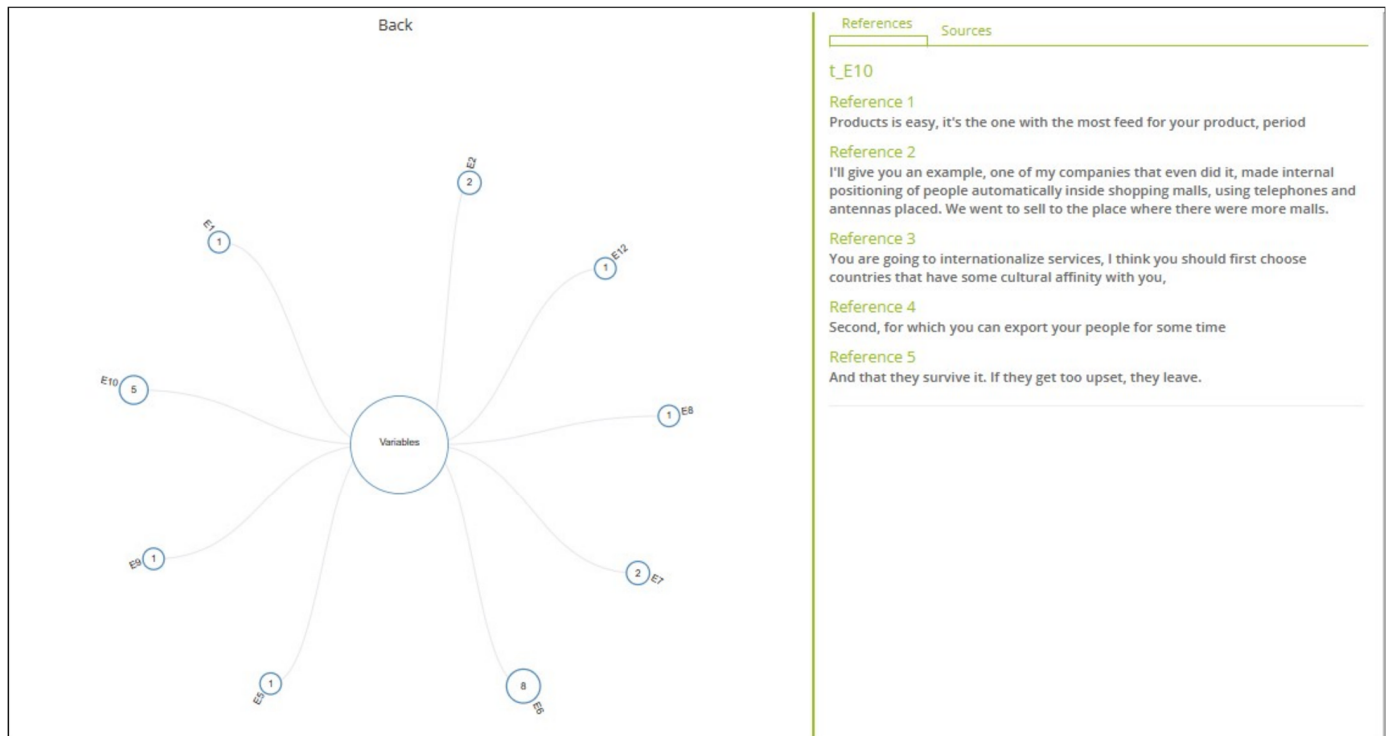 Back
E2
2
E1
1
E12
1
E10
5
1
E8
Variables
E9
1
2
E7
E5
1
8
E6
References
Sources
t_E10
Reference 1
Products is easy, it's the one with the most feed for your product, period
Reference 2
I'll give you an example, one of my companies that even did it, made internal
positioning of people automatically inside shopping malls, using telephones and
antennas placed. We went to sell to the place where there were more malls.
Reference 3
You are going to internationalize services, I think you should first choose
countries that have some cultural affinity with you,
Reference 4
Second, for which you can export your people for some time
Reference 5
And that they survive it. If they get too upset, they leave.